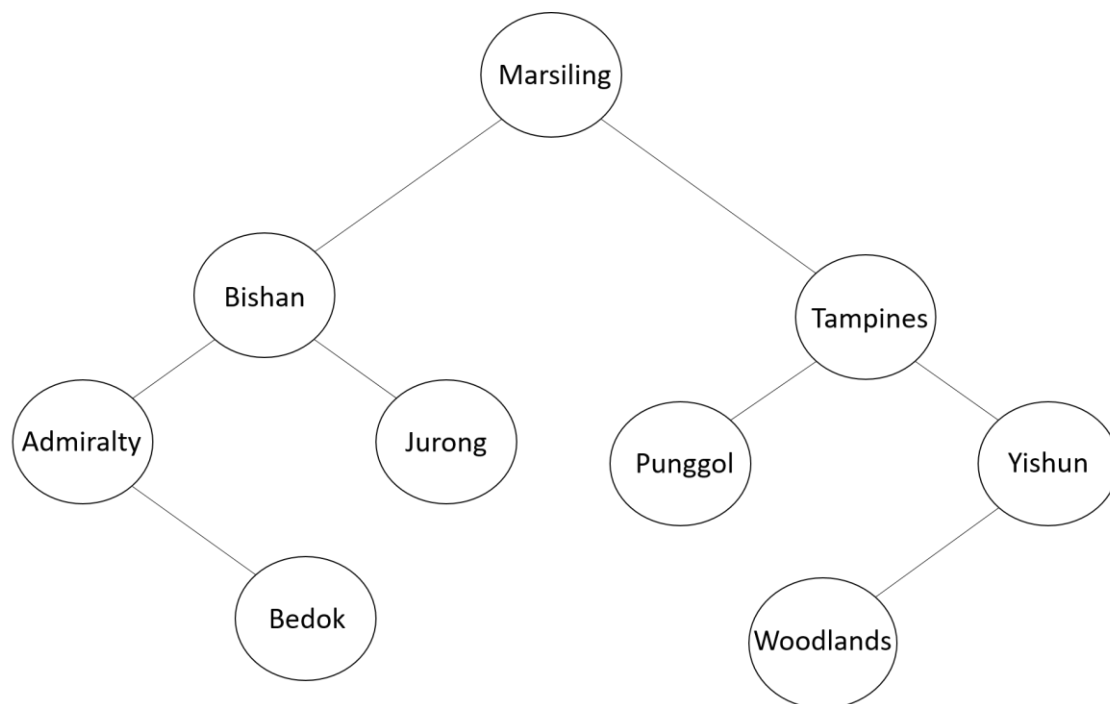 Marsiling
Bishan
Tampines
Admiralty
Jurong
Punggol
Yishun
Bedok
Woodlands